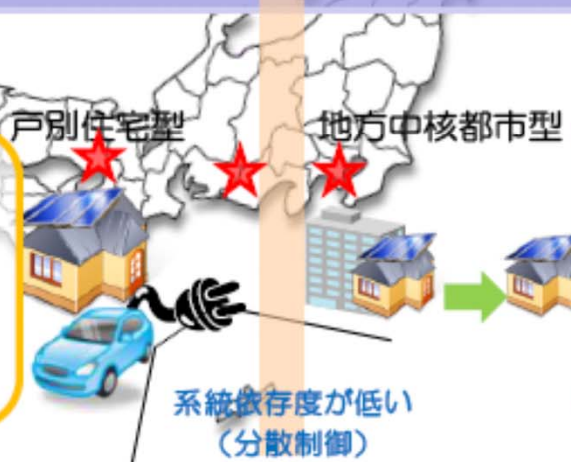 戸別住宅型
地方中核都市型
系統依存度が低い
（分散制御）